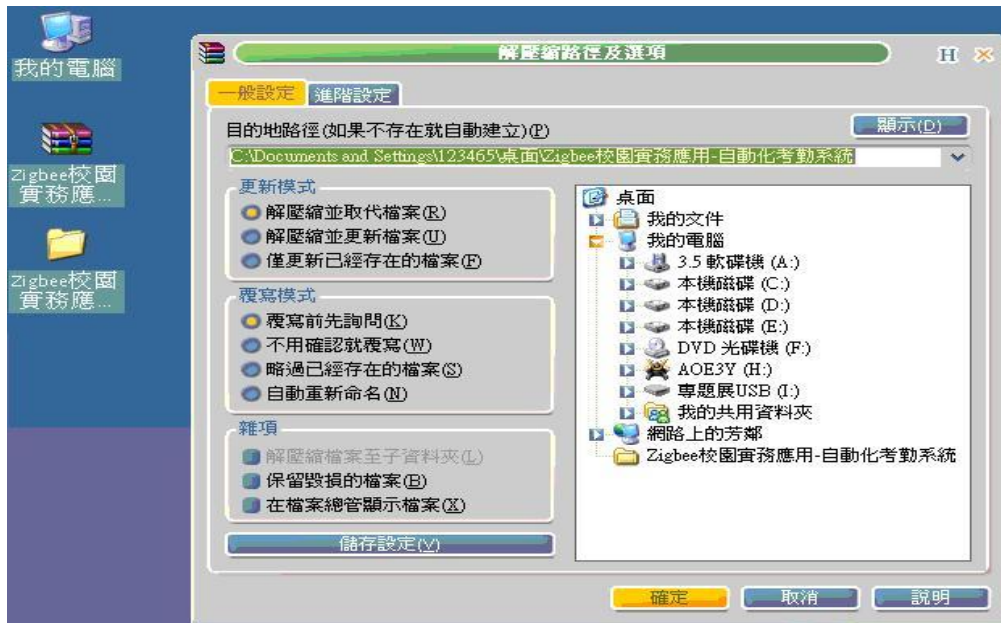 我的電腦
Zigbee校園
實務應...
Zigbee校園
實務應...
解壓縮路徑及選項
H
一般設定
進階設定
目的地路徑(如果不存在就自動建立)(P)
顯示(D)
C:\Documents and Settings\123465\桌面\Zigbee校園實務應用-自動化考勤系統
更新模式
解壓縮並取代檔案(R)
解壓縮並更新檔案(U)
僅更新已經存在的檔案(F)
覆寫模式
覆寫前先詢問(K)
不用確認就覆寫(W)
略過已經存在的檔案(S)
自動重新命名(N)
雜項
解壓縮檔案至子資料夾(L)
保留毀損的檔案(B)
在檔案總管顯示檔案(X)
儲存設定(V)
桌面
我的文件
我的電腦
3.5 軟碟機 (A:)
本機磁碟 (C:)
本機磁碟 (D:)
本機磁碟 (E:)
DVD 光碟機 (F:)
AOE3Y (H:)
專題展USB (I:)
我的共用資料夾
網路上的芳鄰
Zigbee校園實務應用-自動化考勤系統
確定
取消
說明